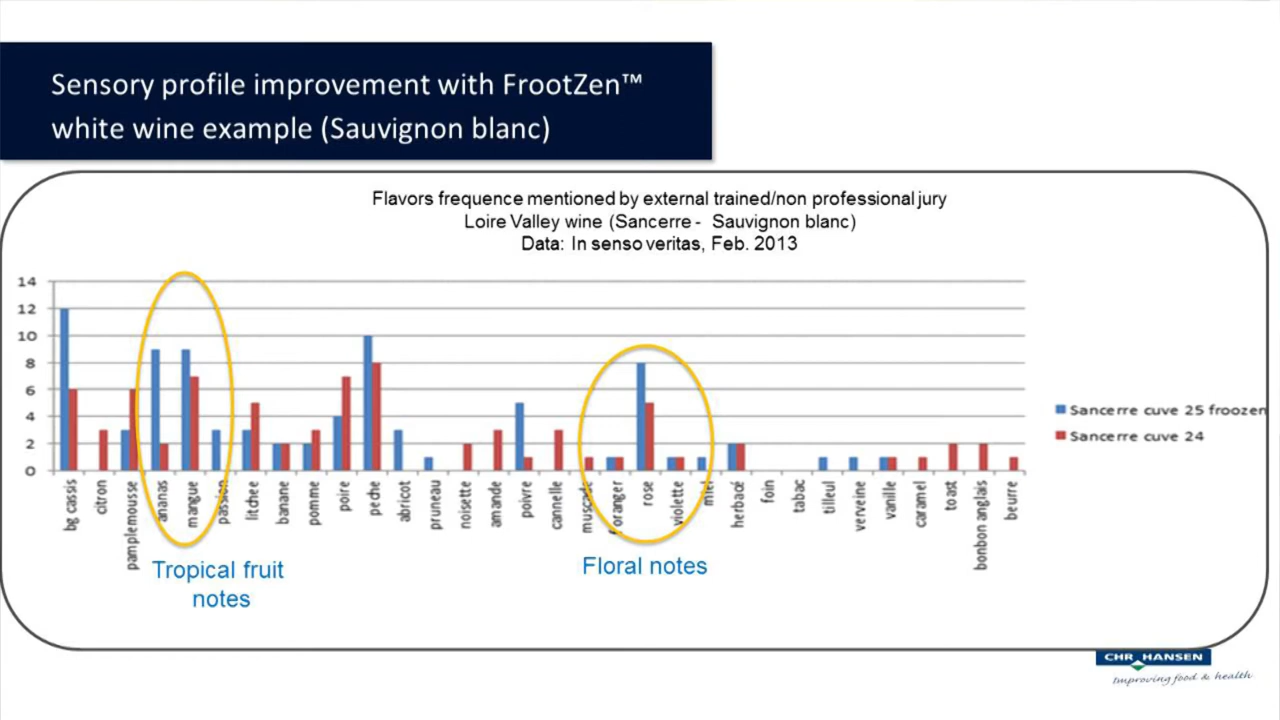 Sensory profile improvement with FrootZen™
white wine example (Sauvignon blanc)
Flavors frequence mentioned by external trained/non professional jury
Loire Valley wine (Sancerre - Sauvignon blanc)
Data: In senso veritas, Feb. 2013
14
12
10
8
6
4
2
0
bg cassis
citron
pamplemousse
ananas
mangue
passion
litchee
banane
pomme
poire
peche
abricot
pruneau
noisette
amande
poivre
cannelle
muscade
oranger
rose
violette
miel
herbacé
foin
tabac
tilleul
verveine
vanille
caramel
toast
bonbon anglais
beurre
Sancerre cuve 25 froozen
Sancerre cuve 24
Tropical fruit
notes
Floral notes
CHR HANSEN
Improving food & health